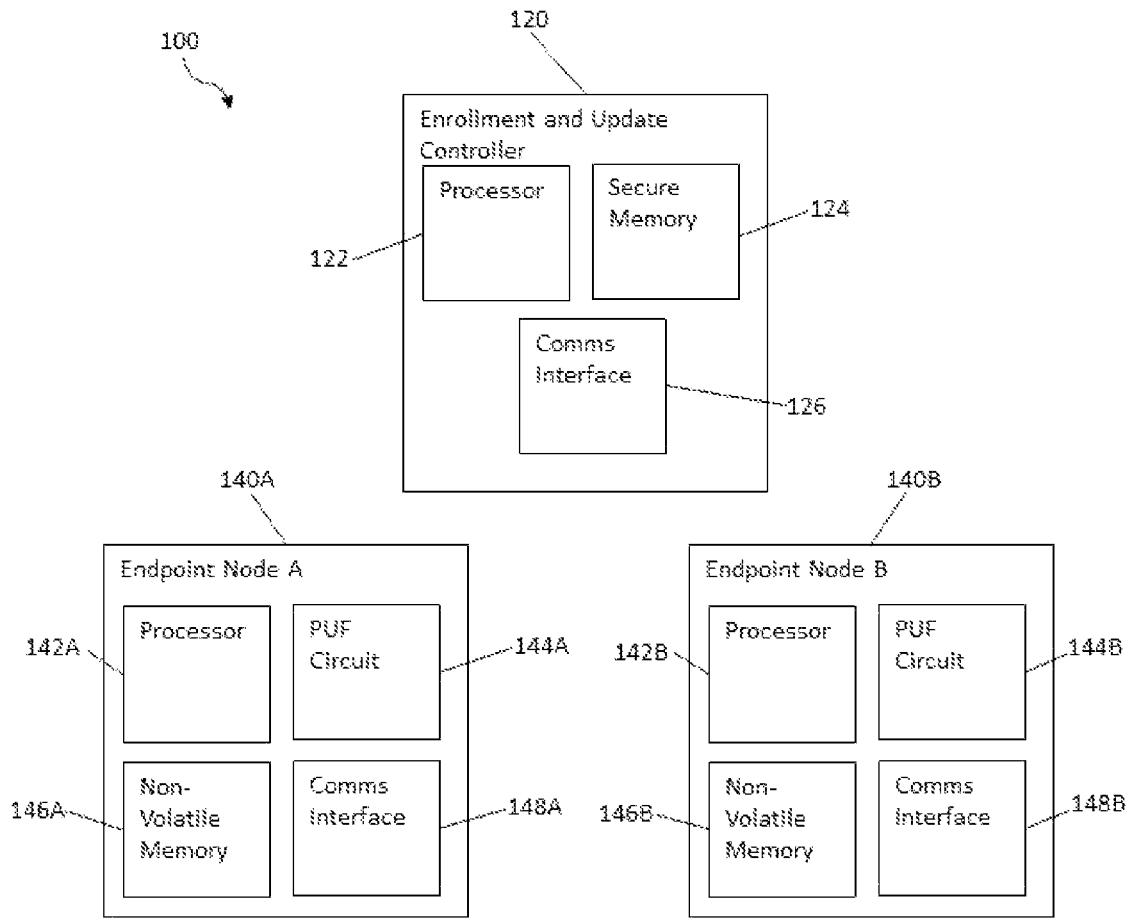 100
120
Enrollment and Update
Controller
Processor
Secure
Memory
122
124
Comms
Interface
126
140A
140B
Endpoint Node A
Processor
PUF
Circuit
142A
144A
Non-
Volatile
Memory
Comms
Interface
146A
148A
Endpoint Node B
Processor
PUF
Circuit
142B
144B
Non-
Volatile
Memory
Comms
Interface
146B
148B